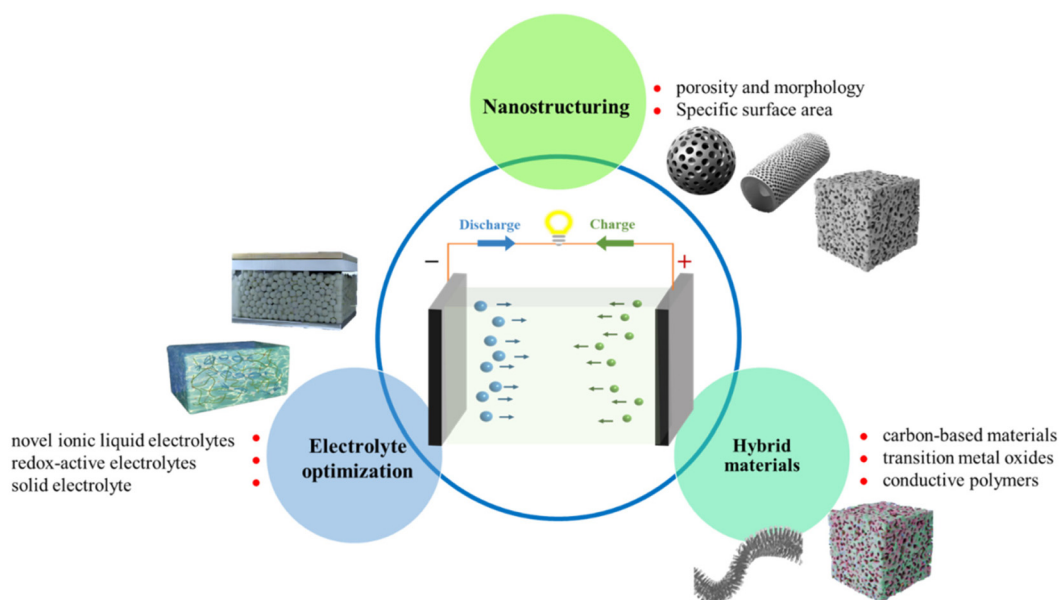 Nanostructuring
porosity and morphology
Specific surface area
Discharge
Charge
−
+
novel ionic liquid electrolytes
redox-active electrolytes
solid electrolyte
Electrolyte
optimization
Hybrid
materials
carbon-based materials
transition metal oxides
conductive polymers